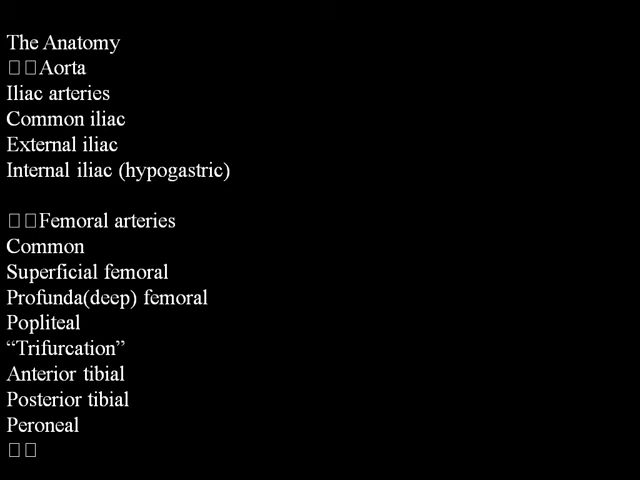 The Anatomy
Aorta
Iliac arteries
Common iliac
External iliac
Internal iliac (hypogastric)
Femoral arteries
Common
Superficial femoral
Profunda(deep) femoral
Popliteal
“Trifurcation”
Anterior tibial
Posterior tibial
Peroneal